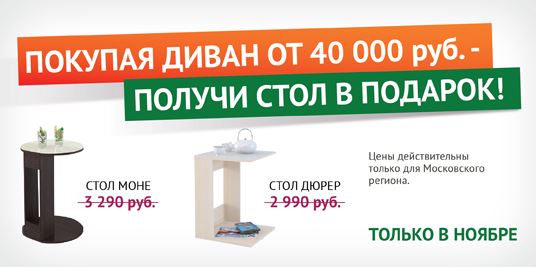 ПОКУПАЯ ДИВАН ОТ 40 000 руб. -
ПОЛУЧИ СТОЛ В ПОДАРОК!
СТОЛ МОНЕ
3 290 руб.
СТОЛ ДЮРЕР
2 990 руб.
Цены действительны
только для Московского
региона.
ТОЛЬКО В НОЯБРЕ